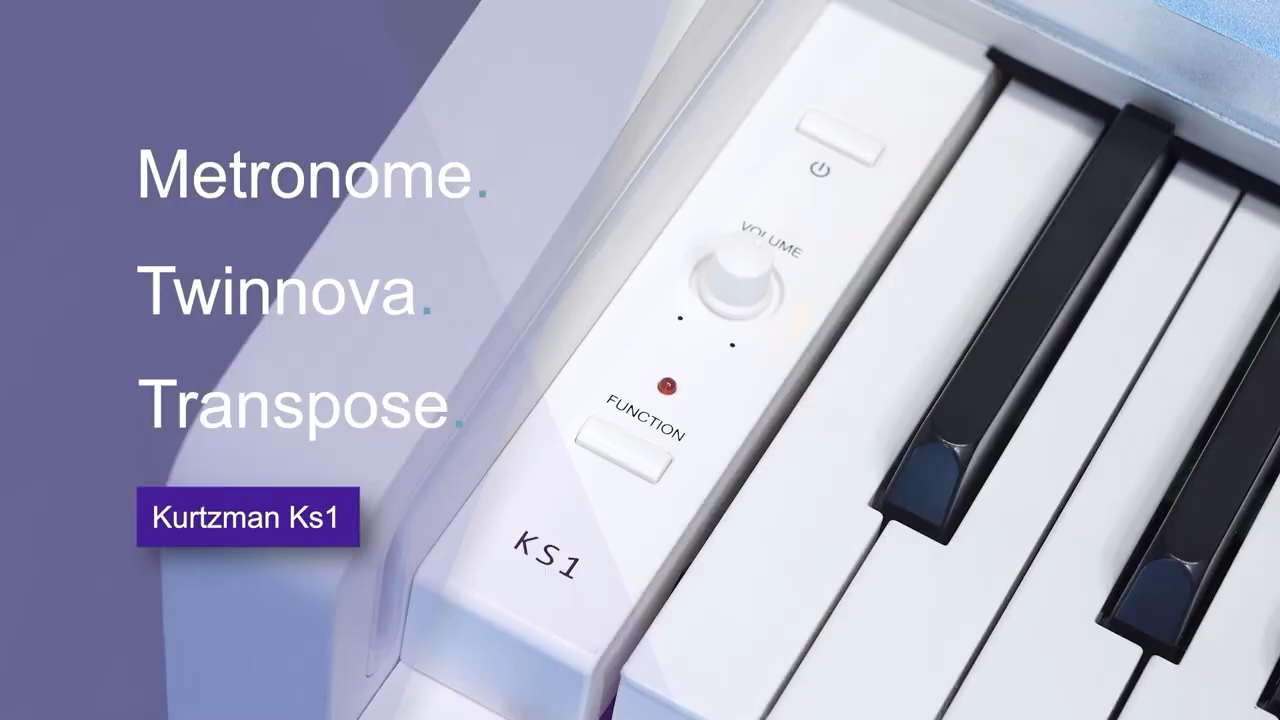 Metronome.
Twinnova.
Transpose.
Kurtzman Ks1
VOLUME
FUNCTION
KS1